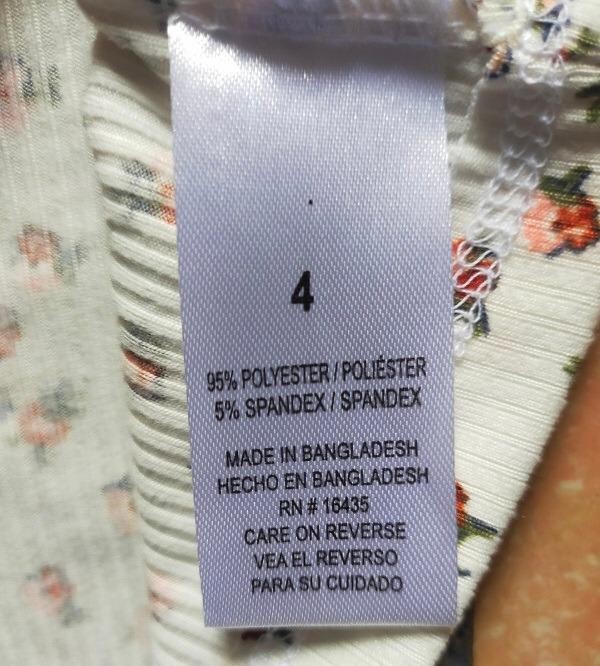 4
95% POLYESTER / POLIÉSTER
5% SPANDEX / SPANDEX
MADE IN BANGLADESH
HECHO EN BANGLADESH
RN # 16435
CARE ON REVERSE
VEA EL REVERSO
PARA SU CUIDADO